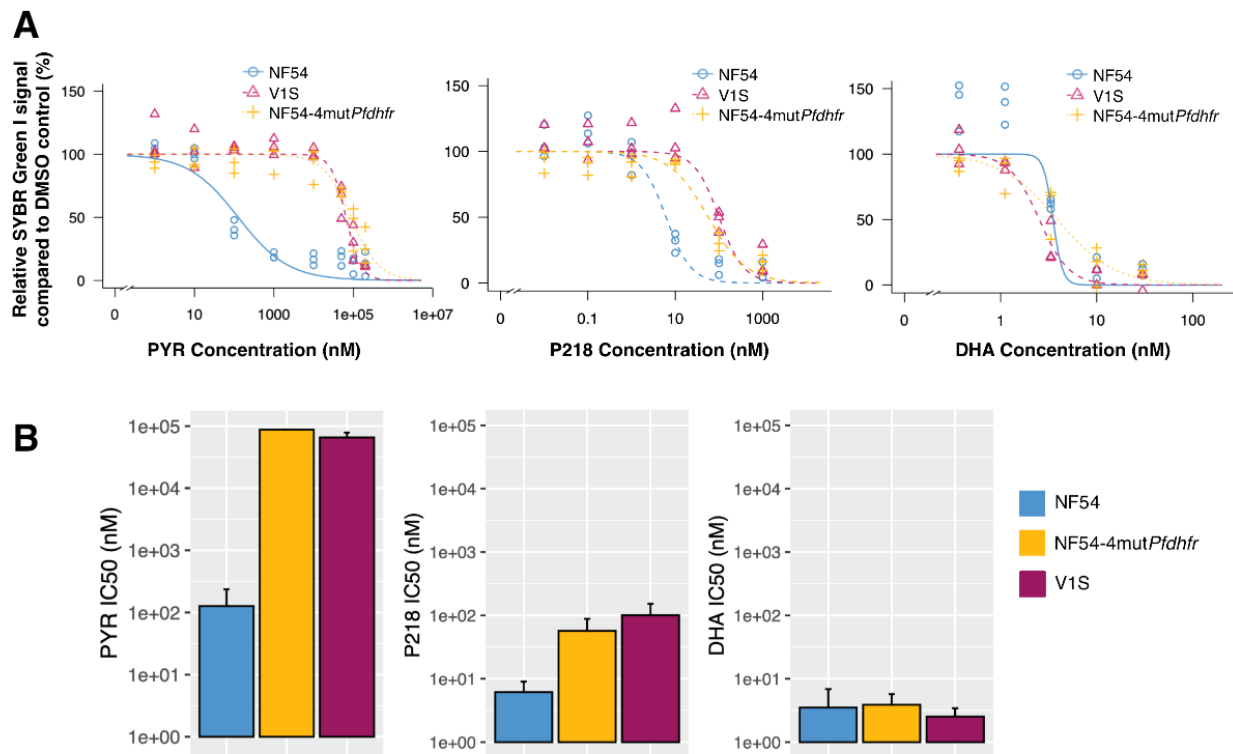 A
Relative SYBR Green I signal
compared to DMSO control (%)
150
100
50
0
NF54
V1S
NF54-4mutPfdhfr
0
10
1000
1e+05
1e+07
PYR Concentration (nM)
150
100
50
0
NF54
V1S
NF54-4mutPfdhfr
0
0.1
10
1000
P218 Concentration (nM)
150
100
50
0
NF54
V1S
NF54-4mutPfdhfr
0
1
10
100
DHA Concentration (nM)
B
PYR IC50 (nM)
1e+05
1e+04
1e+03
1e+02
1e+01
1e+00
P218 IC50 (nM)
1e+05
1e+04
1e+03
1e+02
1e+01
1e+00
DHA IC50 (nM)
1e+05
1e+04
1e+03
1e+02
1e+01
1e+00
NF54
NF54-4mutPfdhfr
V1S